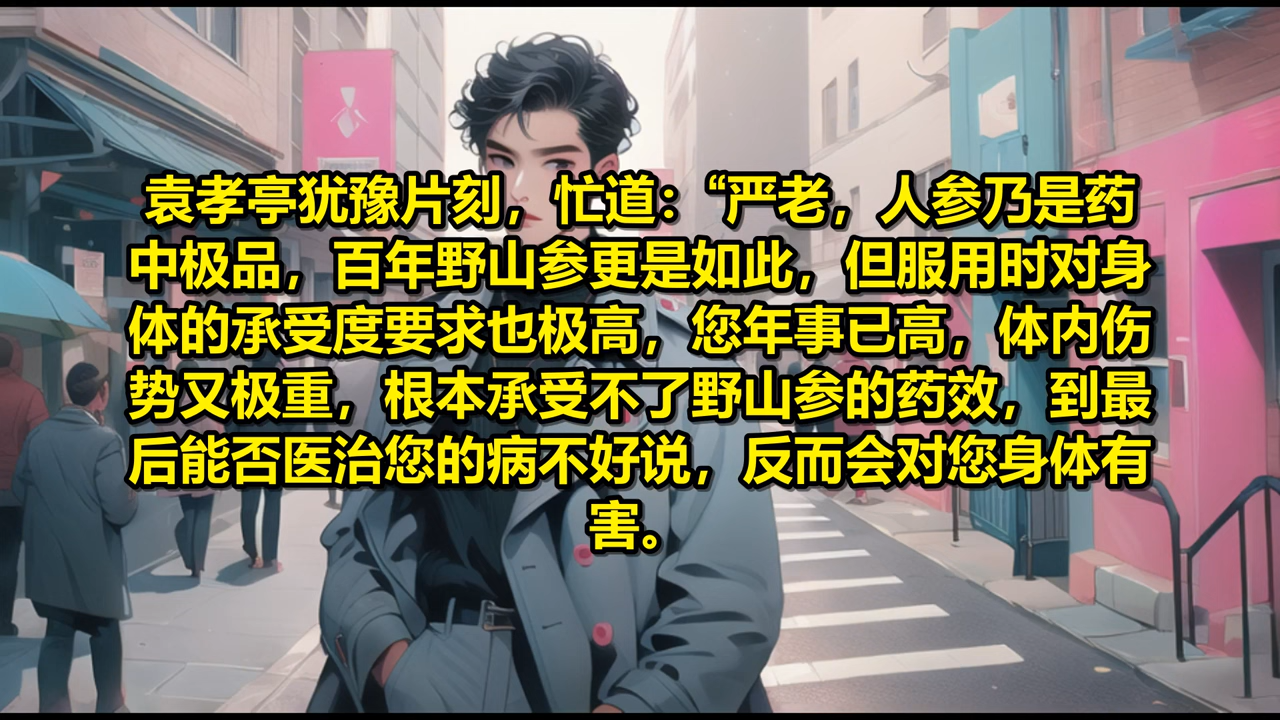 袁孝亭犹豫片刻，忙道：“严老，人参乃是药
中极品，百年野山参更是如此，但服用时对身
体的承受度要求也极高，您年事已高，体内伤
势又极重，根本承受不了野山参的药效，到最
后能否医治您的病不好说，反而会对您身体有
害。